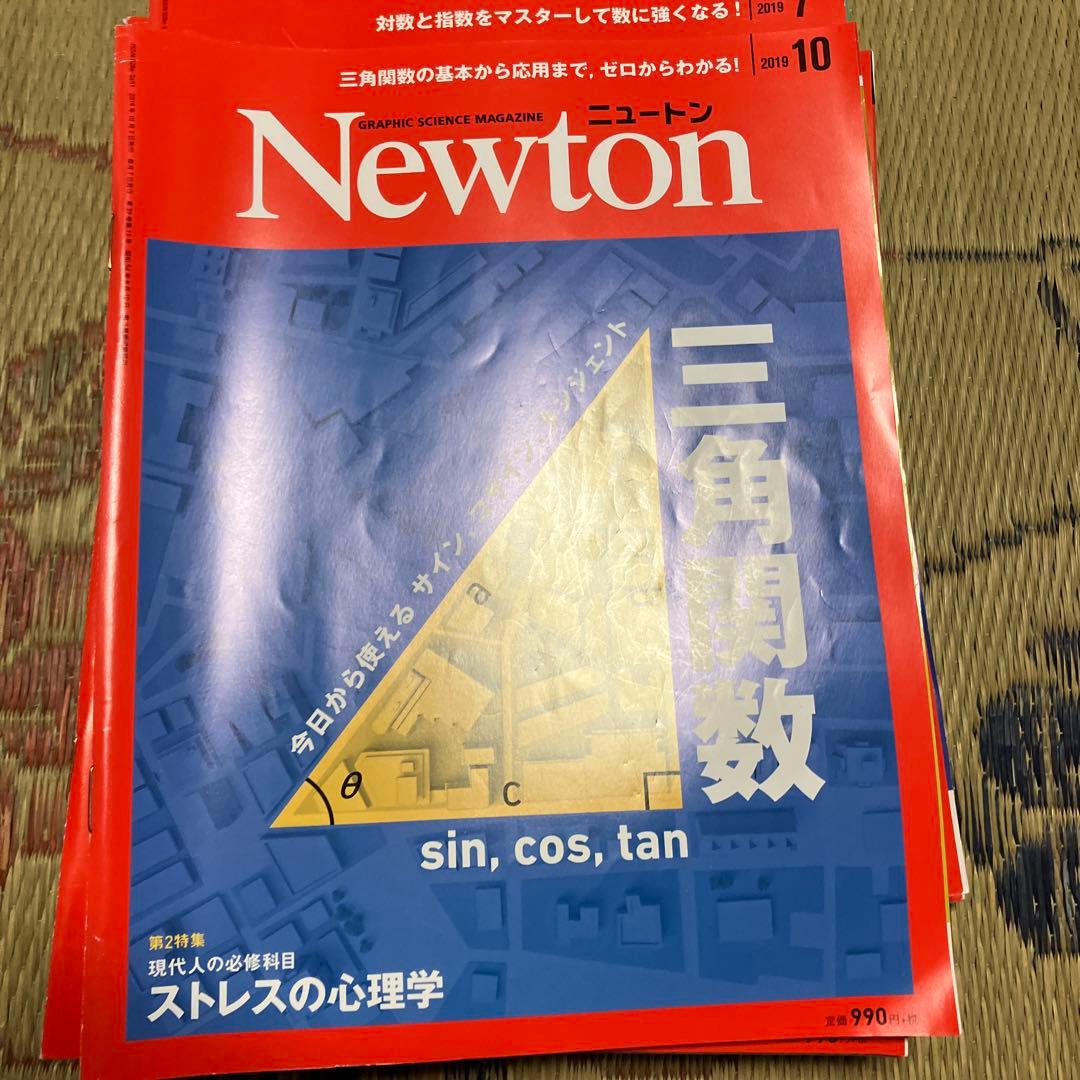 対数と指数をマスターして数に強くなる!
2019 7
三角関数の基本から応用まで,ゼロからわかる!
2019 10
GRAPHIC SCIENCE MAGAZINE
ニュートン
Newton
三角関数
今日から使える サイン、コサイン、タンジェント
a
θ
c
sin, cos, tan
第2特集
現代人の必修科目
ストレスの心理学
定価 990円+税